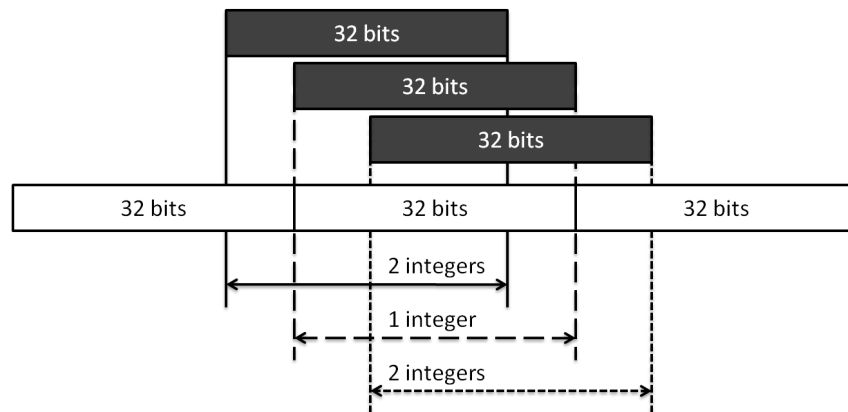 32 bits
32 bits
32 bits
32 bits 32 bits 32 bits
2 integers
1 integer
2 integers